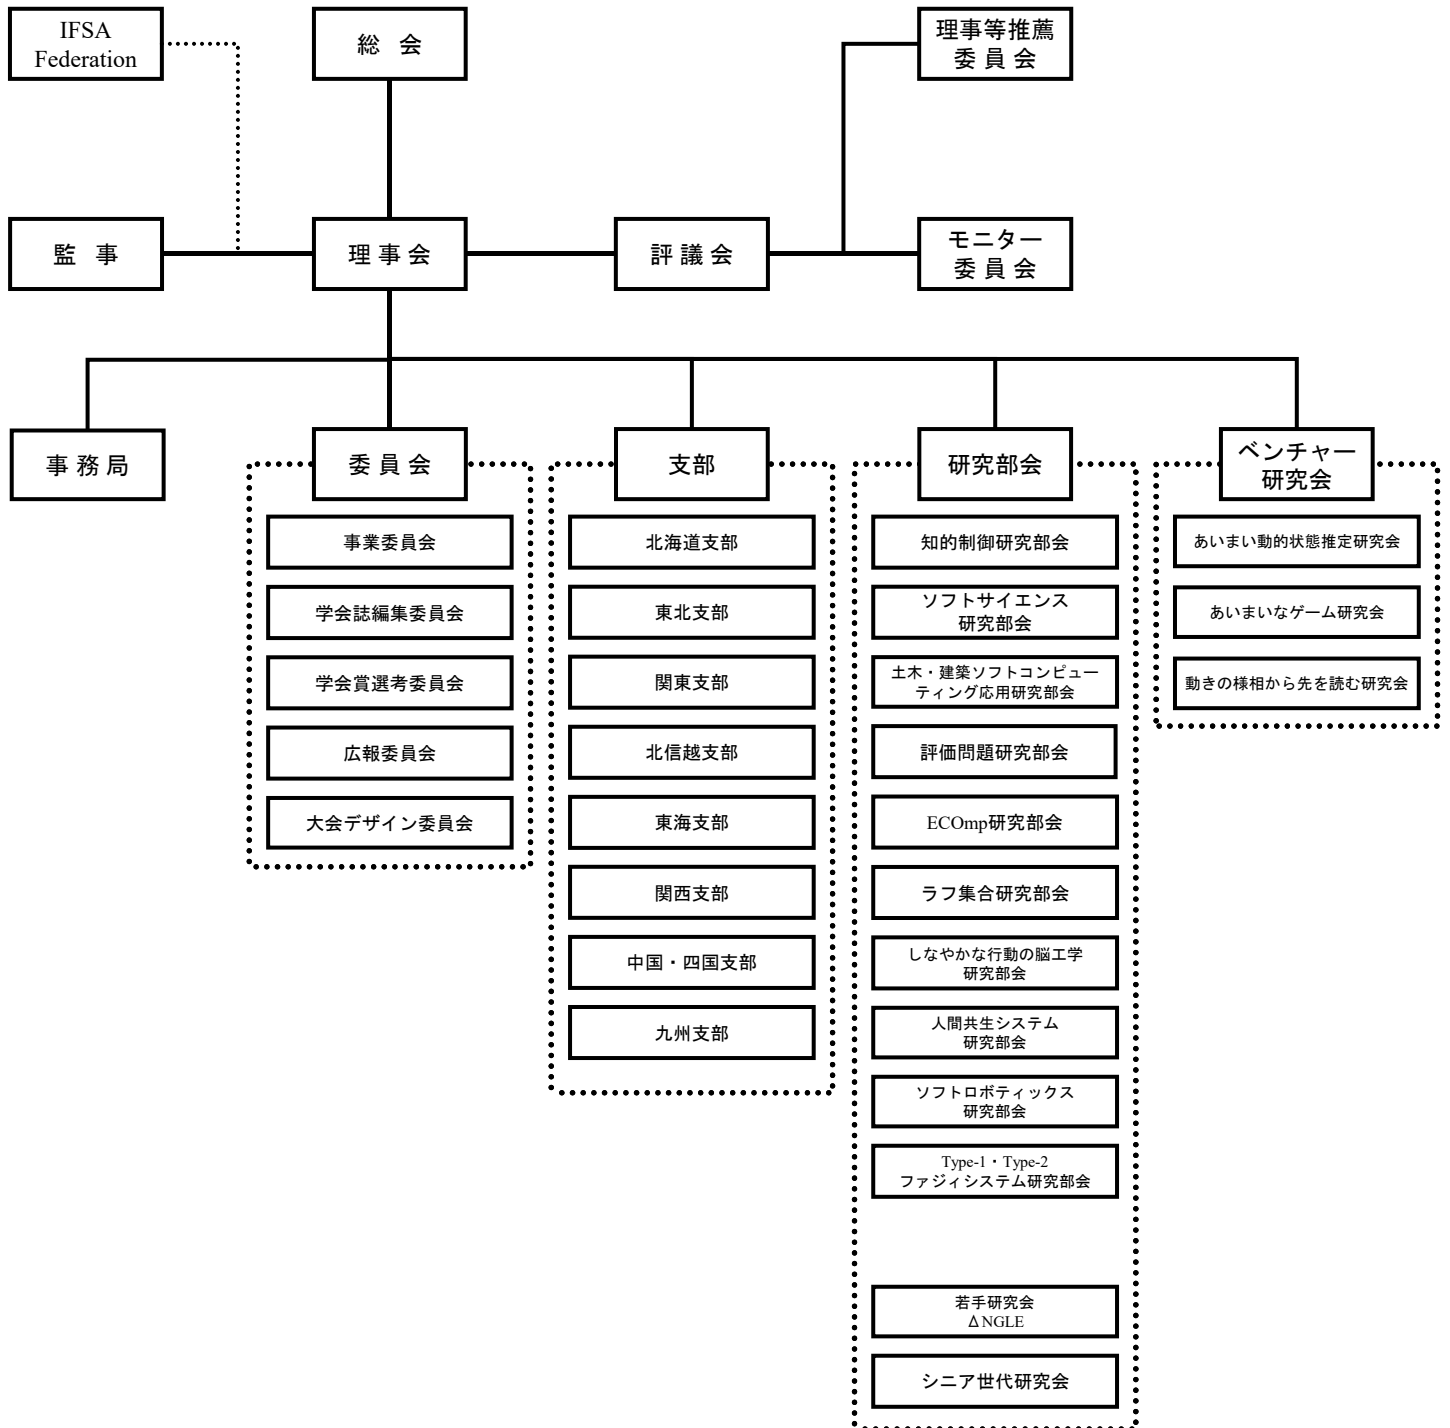 IFSA
Federation
総 会
理事等推薦
委員会
監 事
理事会
評議会
モニター
委員会
事務局
委員会
事業委員会
学会誌編集委員会
学会賞選考委員会
広報委員会
大会デザイン委員会
支部
北海道支部
東北支部
関東支部
北信越支部
東海支部
関西支部
中国・四国支部
九州支部
研究部会
知的制御研究部会
ソフトサイエンス
研究部会
土木・建築ソフトコンピュー
ティング応用研究部会
評価問題研究部会
ECOmp研究部会
ラフ集合研究部会
しなやかな行動の脳工学
研究部会
人間共生システム
研究部会
ソフトロボティックス
研究部会
Type-1・Type-2
ファジィシステム研究部会
若手研究会
ΔNGLE
シニア世代研究会
ベンチャー
研究会
あいまい動的状態推定研究会
あいまいなゲーム研究会
動きの様相から先を読む研究会